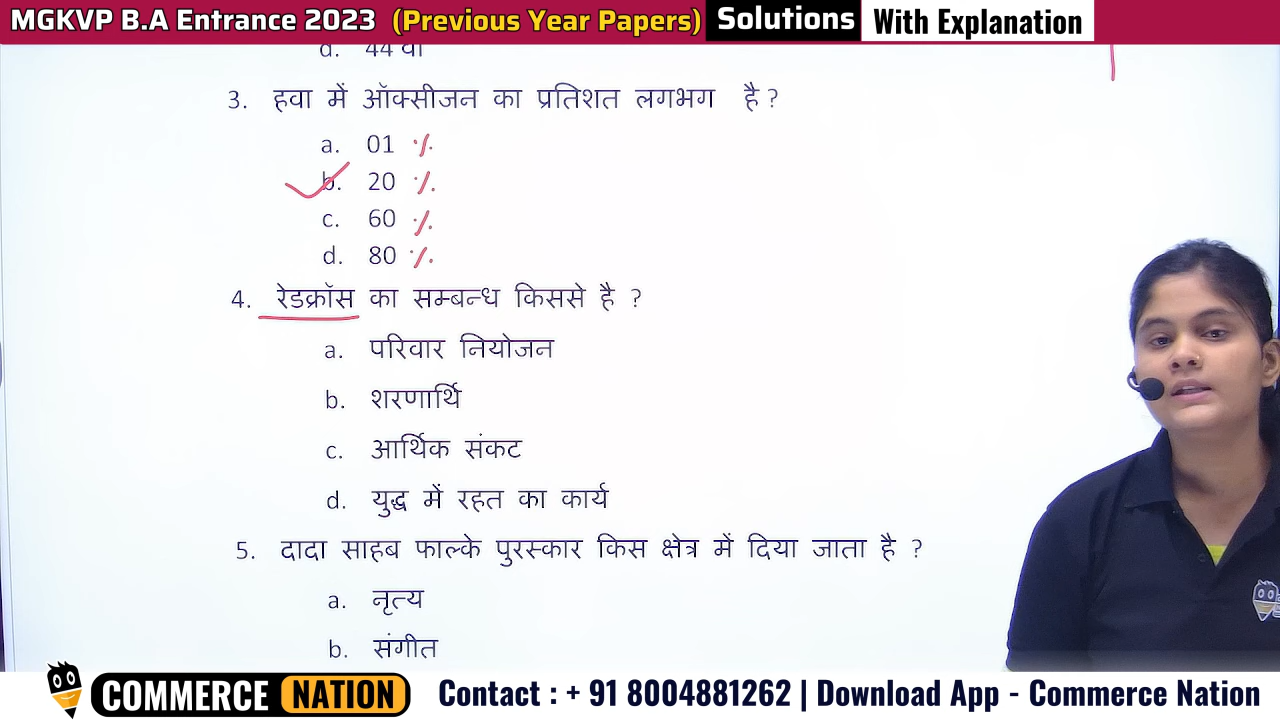 MGKVP B.A Entrance 2023 (Previous Year Papers) Solutions With Explanation
d. 44 वां
3. हवा में ऑक्सीजन का प्रतिशत लगभग है ?
a. 01 %
b. 20 %
c. 60 %
d. 80 %
4. रेडक्रॉस का सम्बन्ध किससे है ?
a. परिवार नियोजन
b. शरणार्थि
c. आर्थिक संकट
d. युद्ध में रहत का कार्य
5. दादा साहब फाल्के पुरस्कार किस क्षेत्र में दिया जाता है ?
a. नृत्य
b. संगीत
COMMERCE NATION Contact : + 91 8004881262 | Download App - Commerce Nation